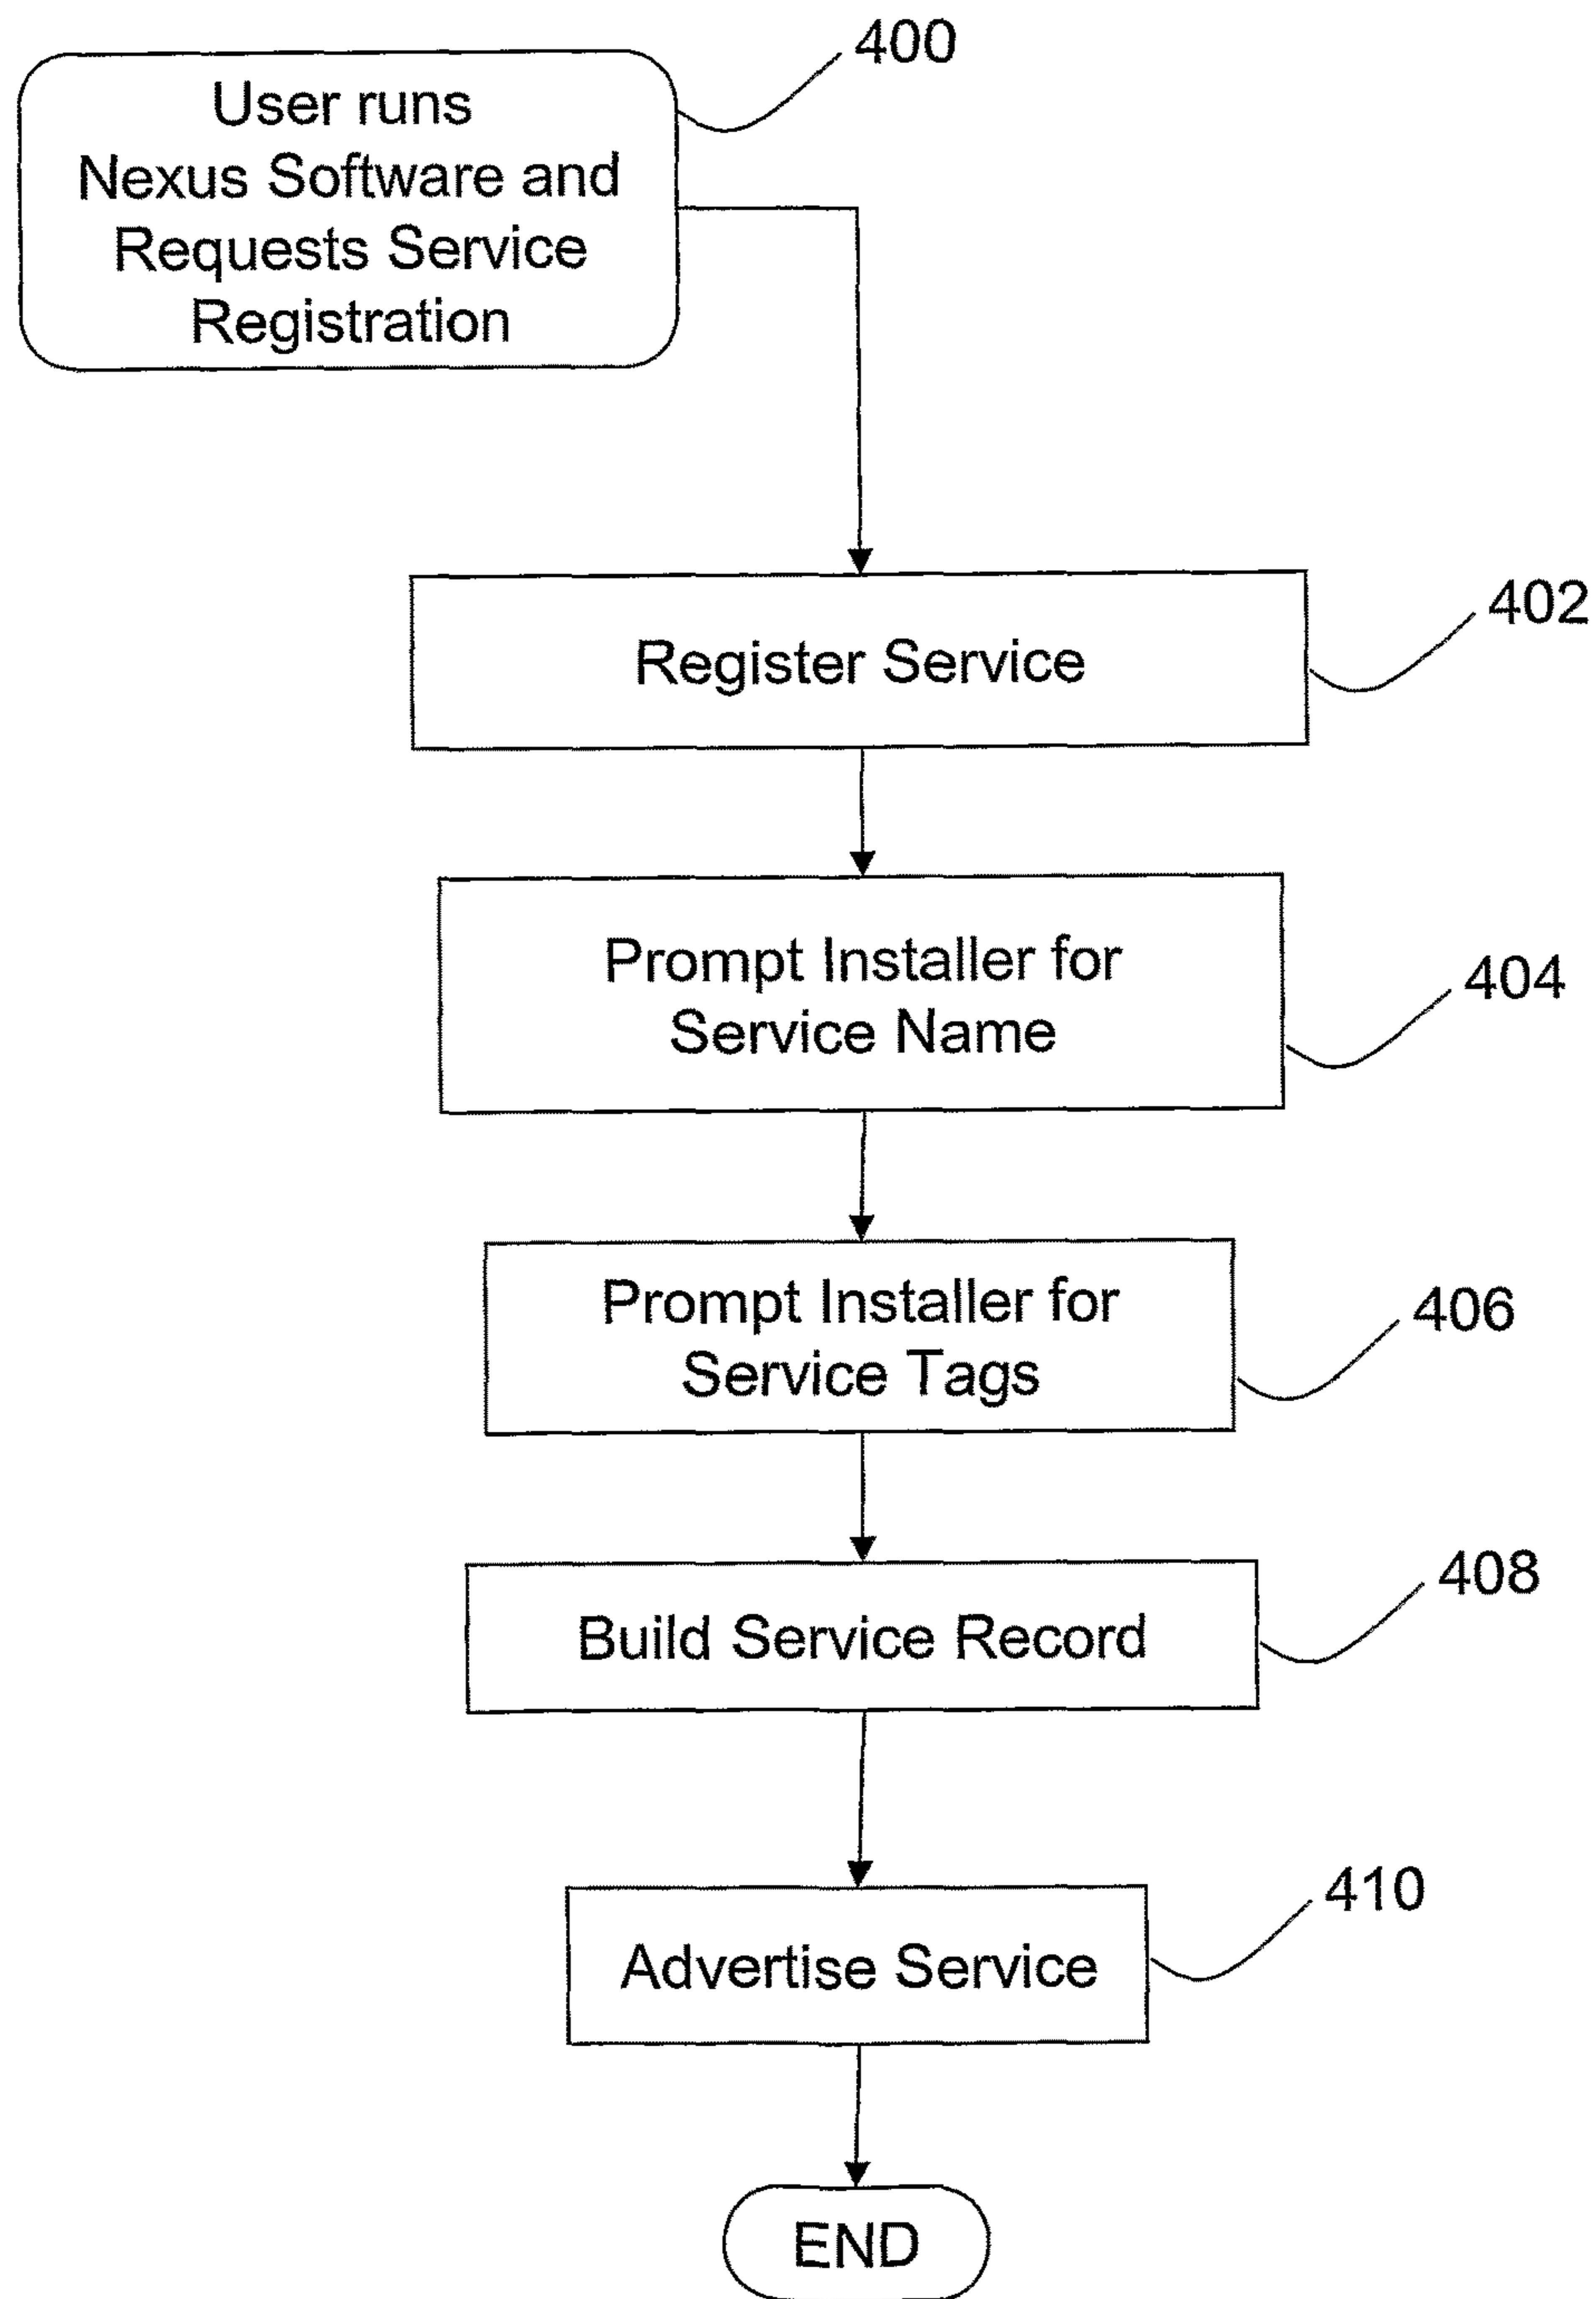 400
User runs
Nexus Software and
Requests Service
Registration
402
Register Service
Prompt Installer for
Service Name
404
Prompt Installer for
Service Tags
406
408
Build Service Record
410
Advertise Service
END